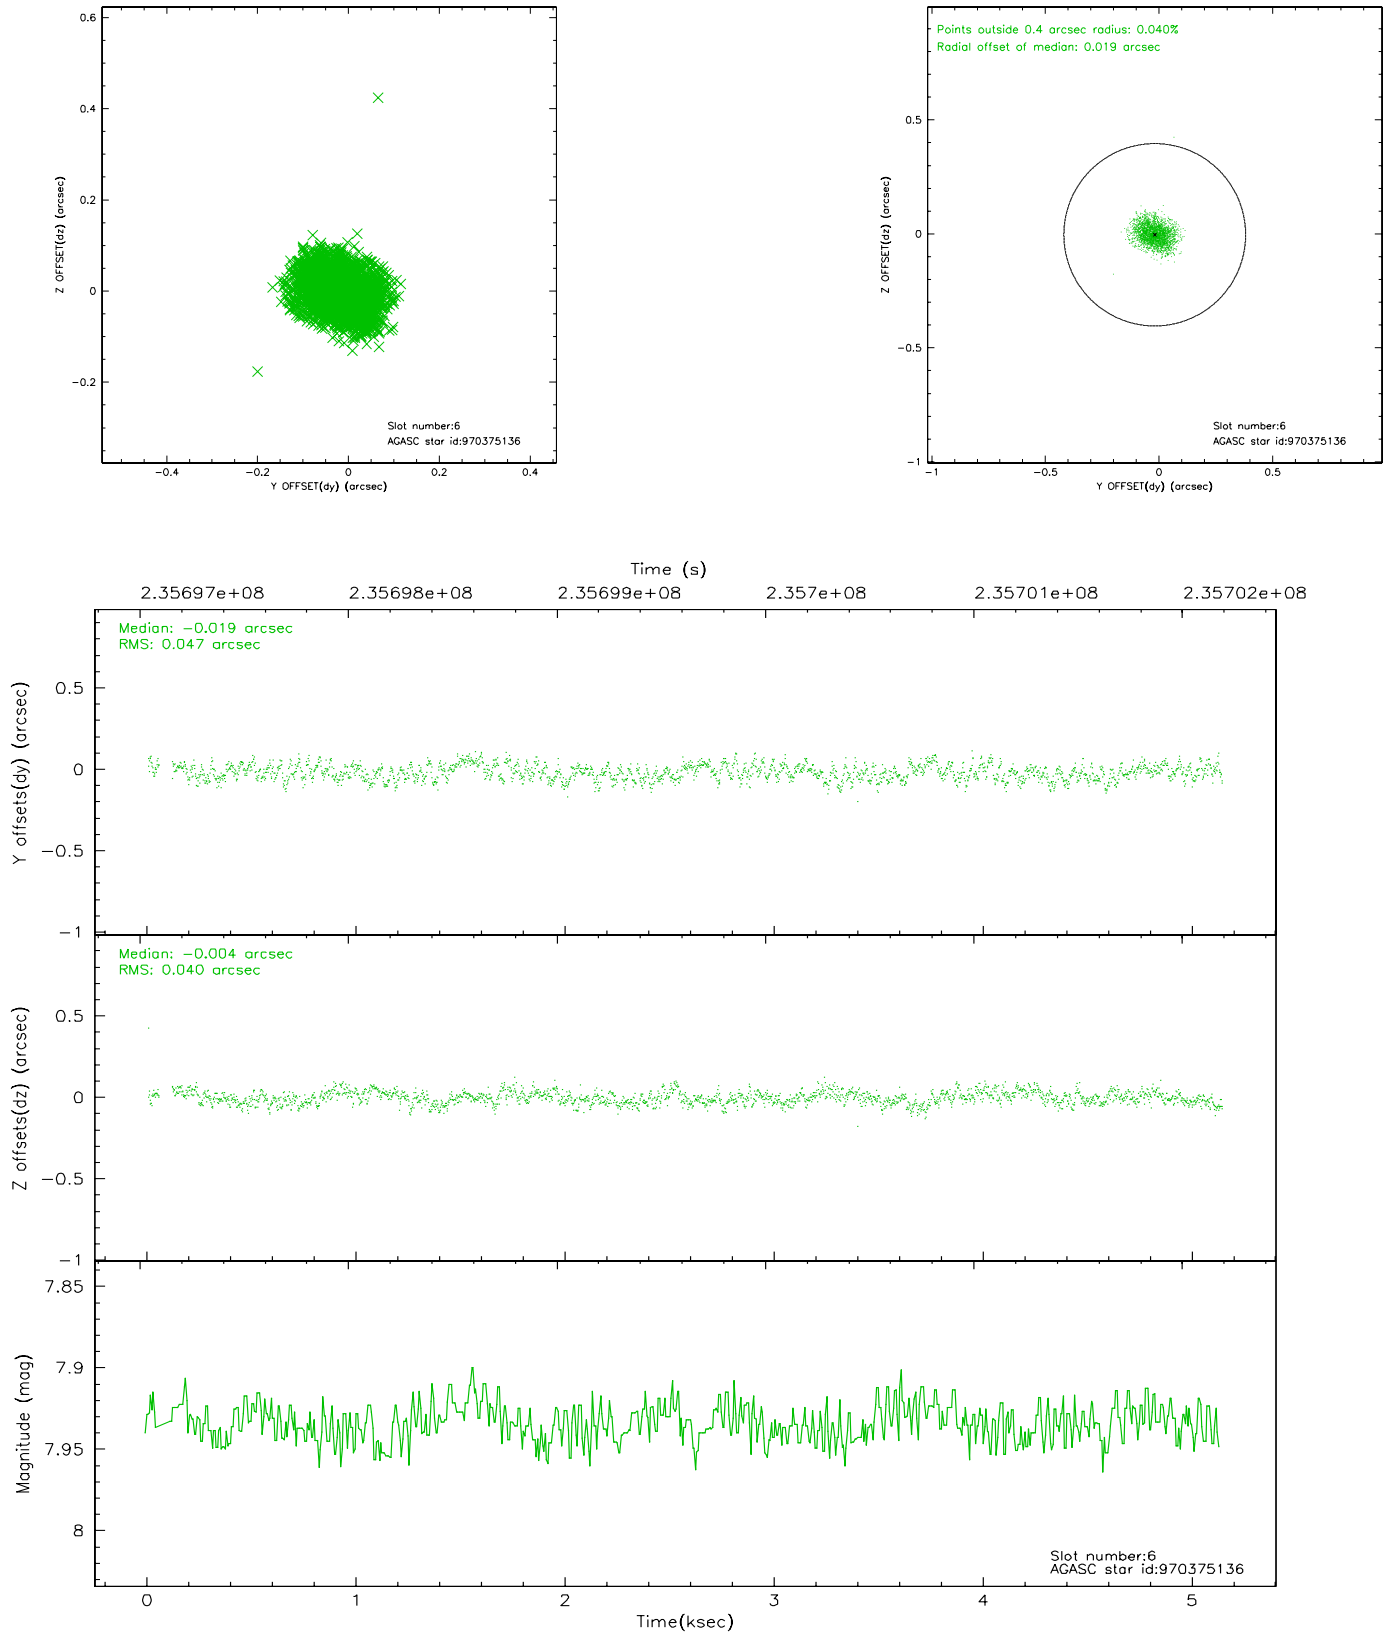 0.6
0.4
0.2
0
−0.2
Z OFFSET(dz) (arcsec)
Slot number:6
AGASC star id:970375136
−0.4 −0.2 0 0.2 0.4
Y OFFSET(dy) (arcsec)
Points outside 0.4 arcsec radius: 0.040%
Radial offset of median: 0.019 arcsec
0.5
0
−0.5
−1
Z OFFSET(dz) (arcsec)
Slot number:6
AGASC star id:970375136
−1 −0.5 0 0.5
Y OFFSET(dy) (arcsec)
Time (s)
2.35697e+08 2.35698e+08 2.35699e+08 2.357e+08 2.35701e+08 2.35702e+08
Median: −0.019 arcsec
RMS: 0.047 arcsec
0.5
0
−0.5
−1
Y offsets(dy) (arcsec)
Median: −0.004 arcsec
RMS: 0.040 arcsec
0.5
0
−0.5
−1
Z offsets(dz) (arcsec)
7.85
7.9
7.95
8
Magnitude (mag)
Slot number:6
AGASC star id:970375136
0 1 2 3 4 5
Time(ksec)